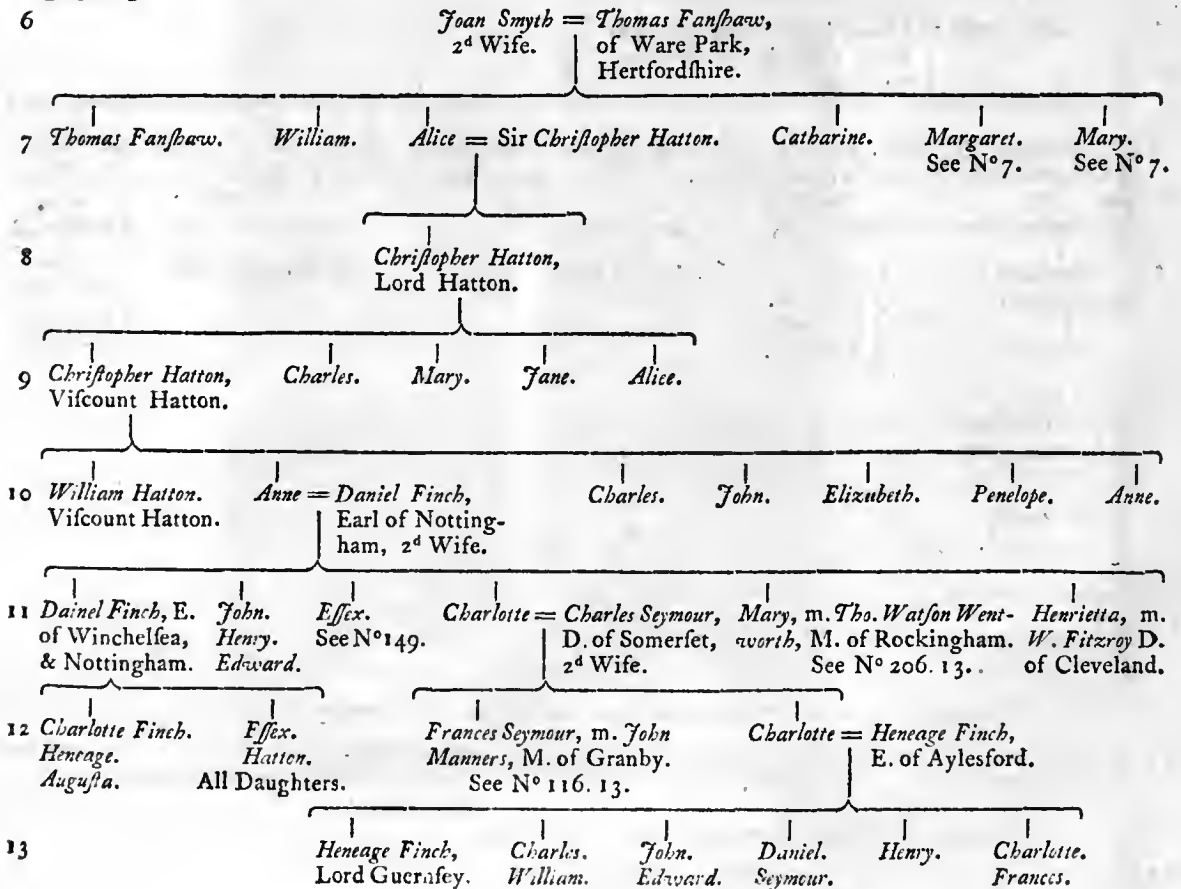 6 Joan Smyth = Thomas Fanſhaw,
2d Wife. of Ware Park,
Hertfordſhire.
7 Thomas Fanſhaw. William. Alice = Sir Chriſtopher Hatton. Catharine. Margaret. Mary.
See No 7. See No 7.
8 Chriſtopher Hatton,
Lord Hatton.
9 Chriſtopher Hatton, Charles. Mary. Jane. Alice.
Viſcount Hatton.
10 William Hatton. Anne = Daniel Finch, Charles. John. Elizubeth. Penelope. Anne.
Viſcount Hatton. Earl of Notting-
ham, 2d Wife.
11 Dainel Finch, E. John. Eſſex. Charlotte = Charles Seymour, Mary, m. Tho. Watſon Went- Henrietta, m.
of Winchelſea, Henry. See No 149. D. of Somerſet, worth, M. of Rockingham. W. Fitzroy D.
& Nottingham. Edward. 2d Wife. See No 206. 13. of Cleveland.
12 Charlotte Finch. Eſſex. Frances Seymour, m. John Charlotte = Heneage Finch,
Heneage. Hatton. Manners, M. of Granby. E. of Aylesford.
Auguſta. All Daughters. See No 116. 13.
13 Heneage Finch, Charles. John. Daniel. Henry. Charlotte.
Lord Guernſey. William. Edward. Seymour. Frances.